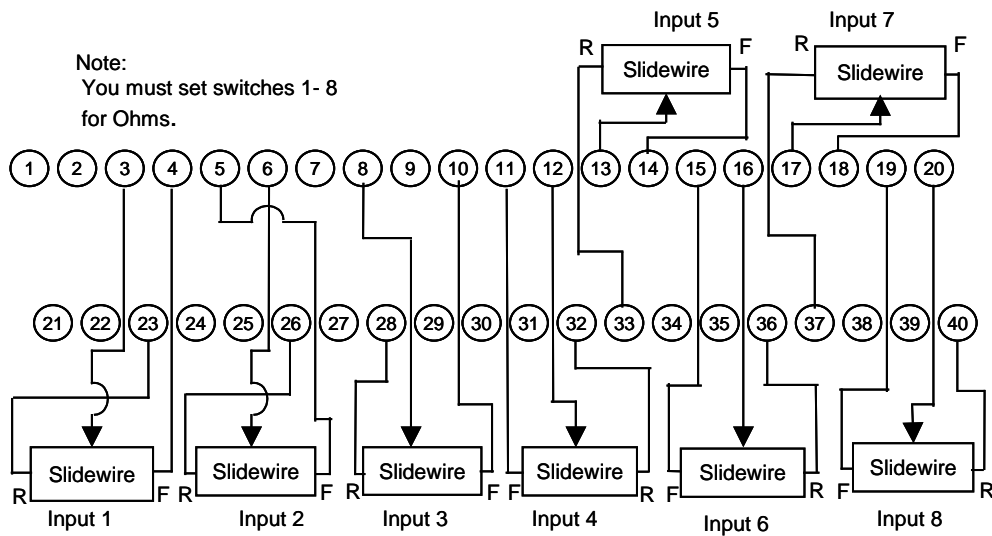 Input 5
Input 7
R
F
R
F
Slidewire
Slidewire
Note:
You must set switches 1- 8
for Ohms.
1 2 3 4 5 6 7 8 9 10 11 12 13 14 15 16 17 18 19 20
21 22 23 24 25 26 27 28 29 30 31 32 33 34 35 36 37 38 39 40
Slidewire
Slidewire
Slidewire
Slidewire
Slidewire
Slidewire
R F R F R F F R F R F R
Input 1
Input 2
Input 3
Input 4
Input 6
Input 8